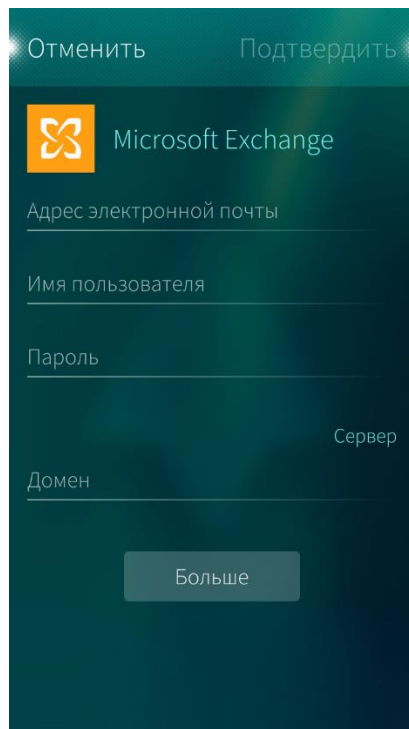 Отменить Подтвердить
Microsoft Exchange
Адрес электронной почты
Имя пользователя
Пароль
Сервер
Домен
Больше